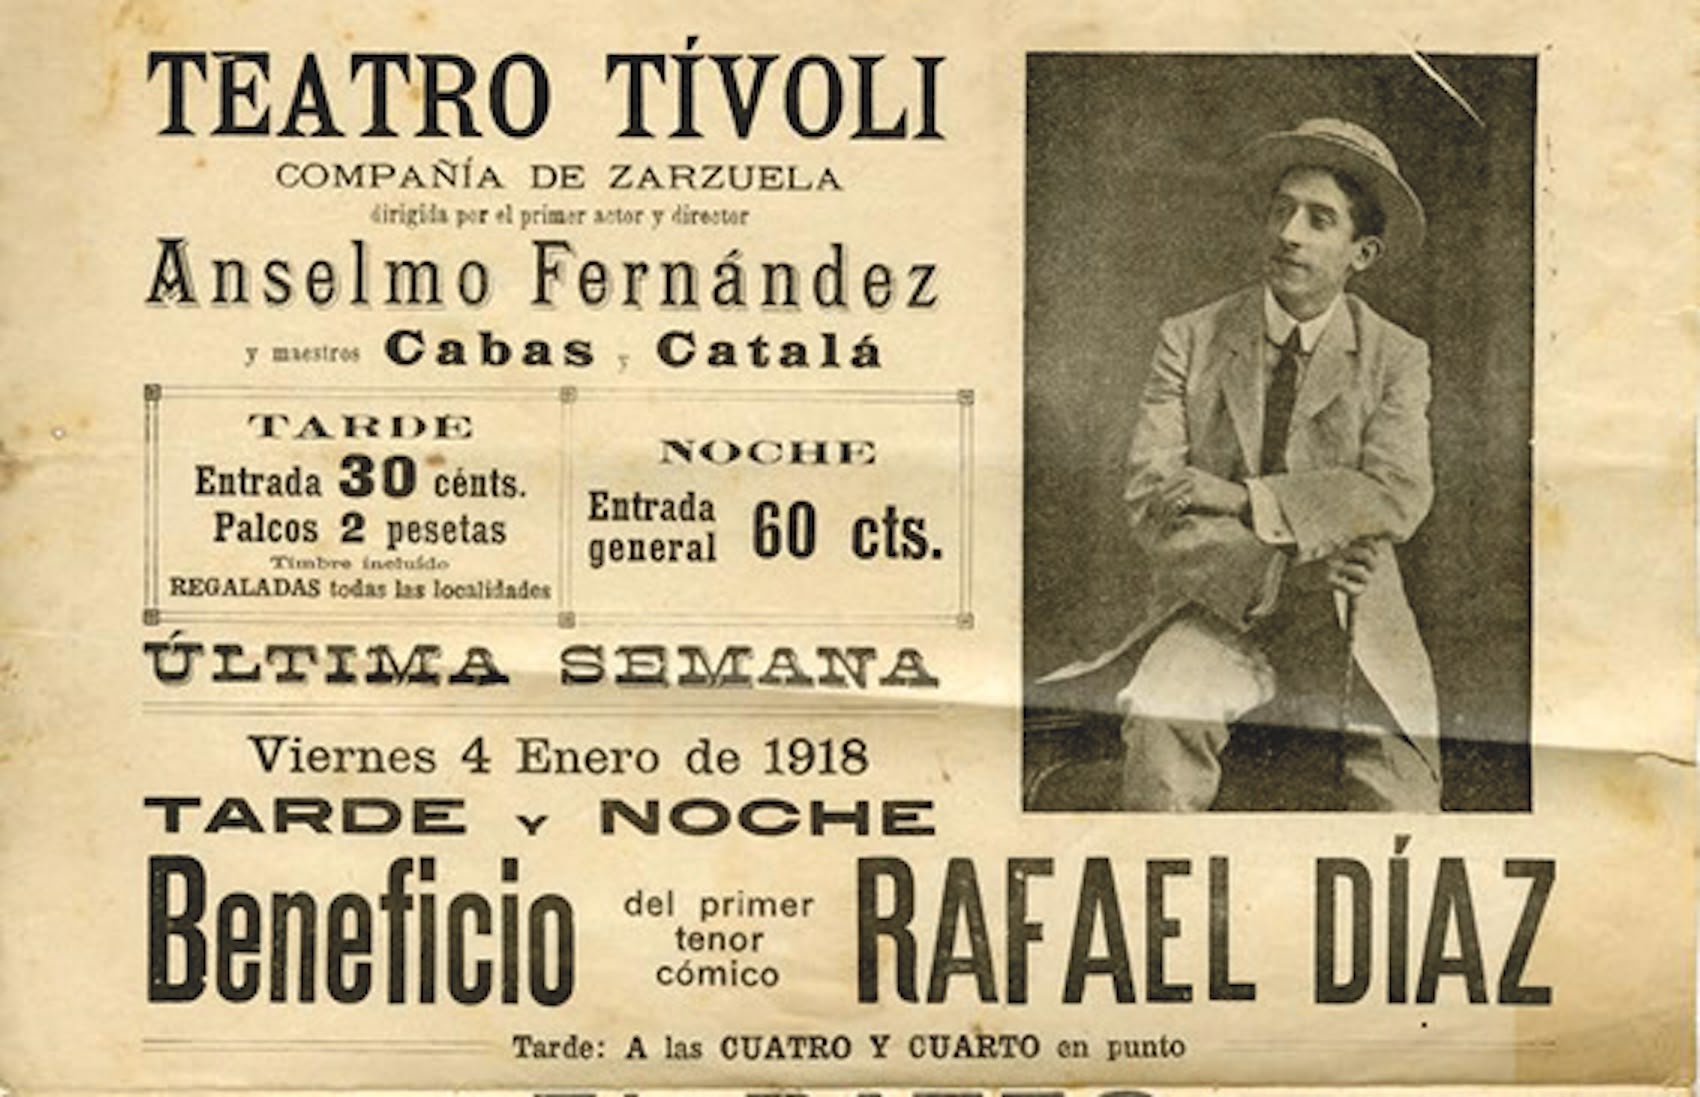 TEATRO TÍVOLI
COMPAÑÍA DE ZARZUELA
dirigida por el primer actor y director
Anselmo Fernández
y maestros Cabas y Catalá
TARDE
Entrada 30 cénts.
Palcos 2 pesetas
Timbre incluído
REGALADAS todas las localidades
NOCHE
Entrada general 60 cts.
ÚLTIMA SEMANA
Viernes 4 Enero de 1918
TARDE Y NOCHE
Beneficio del primer tenor cómico RAFAEL DÍAZ
Tarde: A las CUATRO Y CUARTO en punto